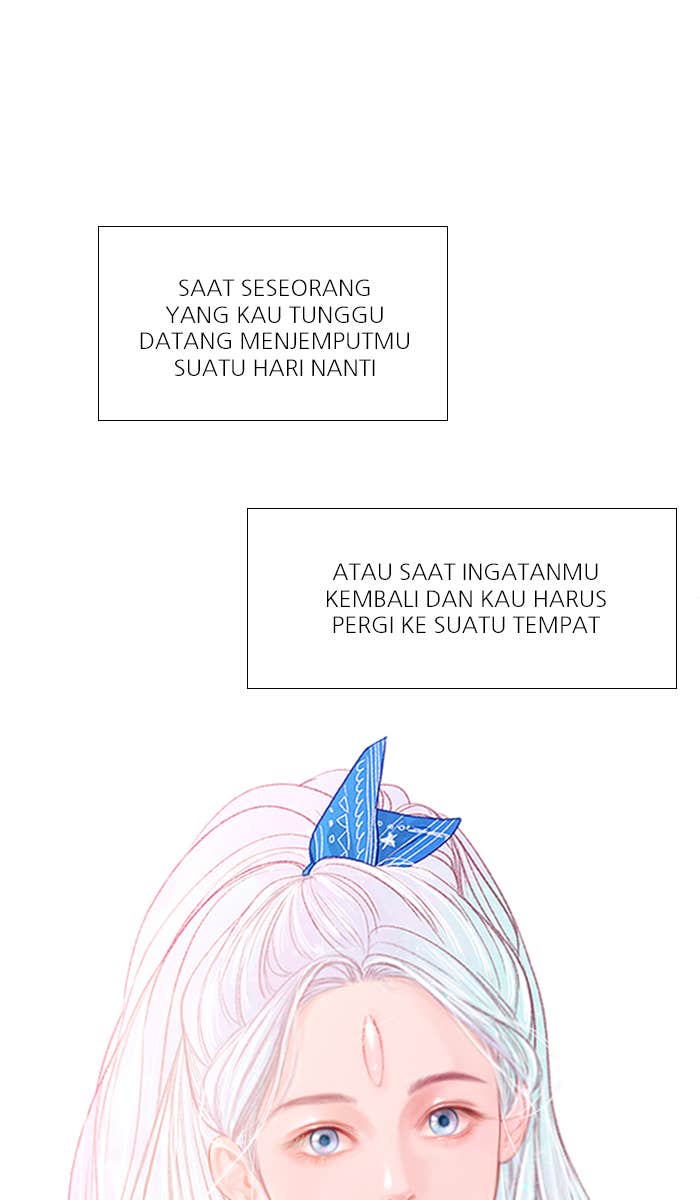 SAAT SESEORANG
YANG KAU TUNGGU
DATANG MENJEMPUTMU
SUATU HARI NANTI
ATAU SAAT INGATANMU
KEMBALI DAN KAU HARUS
PERGI KE SUATU TEMPAT